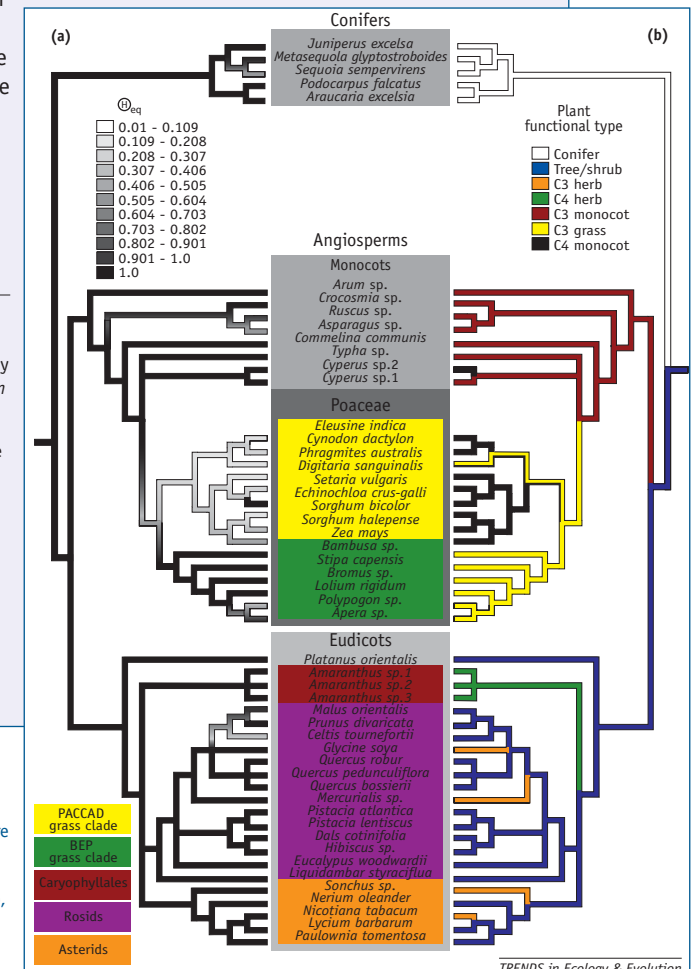 (a)
Conifers
(b)
Juniperus excelsa
Metasequola glyptostroboides
Sequoia sempervirens
Podocarpus falcatus
Araucaria excelsia
Ⓗeq
0.01 - 0.109
0.109 - 0.208
0.208 - 0.307
0.307 - 0.406
0.406 - 0.505
0.505 - 0.604
0.604 - 0.703
0.703 - 0.802
0.802 - 0.901
0.901 - 1.0
1.0
Plant
functional type
Conifer
Tree/shrub
C3 herb
C4 herb
C3 monocot
C3 grass
C4 monocot
Angiosperms
Monocots
Arum sp.
Crocosmia sp.
Ruscus sp.
Asparagus sp.
Commelina communis
Typha sp.
Cyperus sp.2
Cyperus sp.1
Poaceae
Eleusine indica
Cynodon dactylon
Phragmites australis
Digitaria sanguinalis
Setaria vulgaris
Echinochloa crus-galli
Sorghum bicolor
Sorghum halepense
Zea mays
Bambusa sp.
Stipa capensis
Bromus sp.
Lolium rigidum
Polypogon sp.
Apera sp.
Eudicots
Platanus orientalis
Amaranthus sp.1
Amaranthus sp.2
Amaranthus sp.3
Malus orientalis
Prunus divaricata
Celtis tournefortii
Glycine soya
Quercus robur
Quercus pedunculiflora
Quercus bossierii
Mercurialis sp.
Pistacia atlantica
Pistacia lentiscus
Dals cotinifolia
Hibiscus sp.
Eucalypus woodwardii
Liquidambar styraciflua
Sonchus sp.
Nerium oleander
Nicotiana tabacum
Lycium barbarum
Paulownia tomentosa
PACCAD
grass clade
BEP
grass clade
Caryophyllales
Rosids
Asterids
TRENDS in Ecology & Evolution